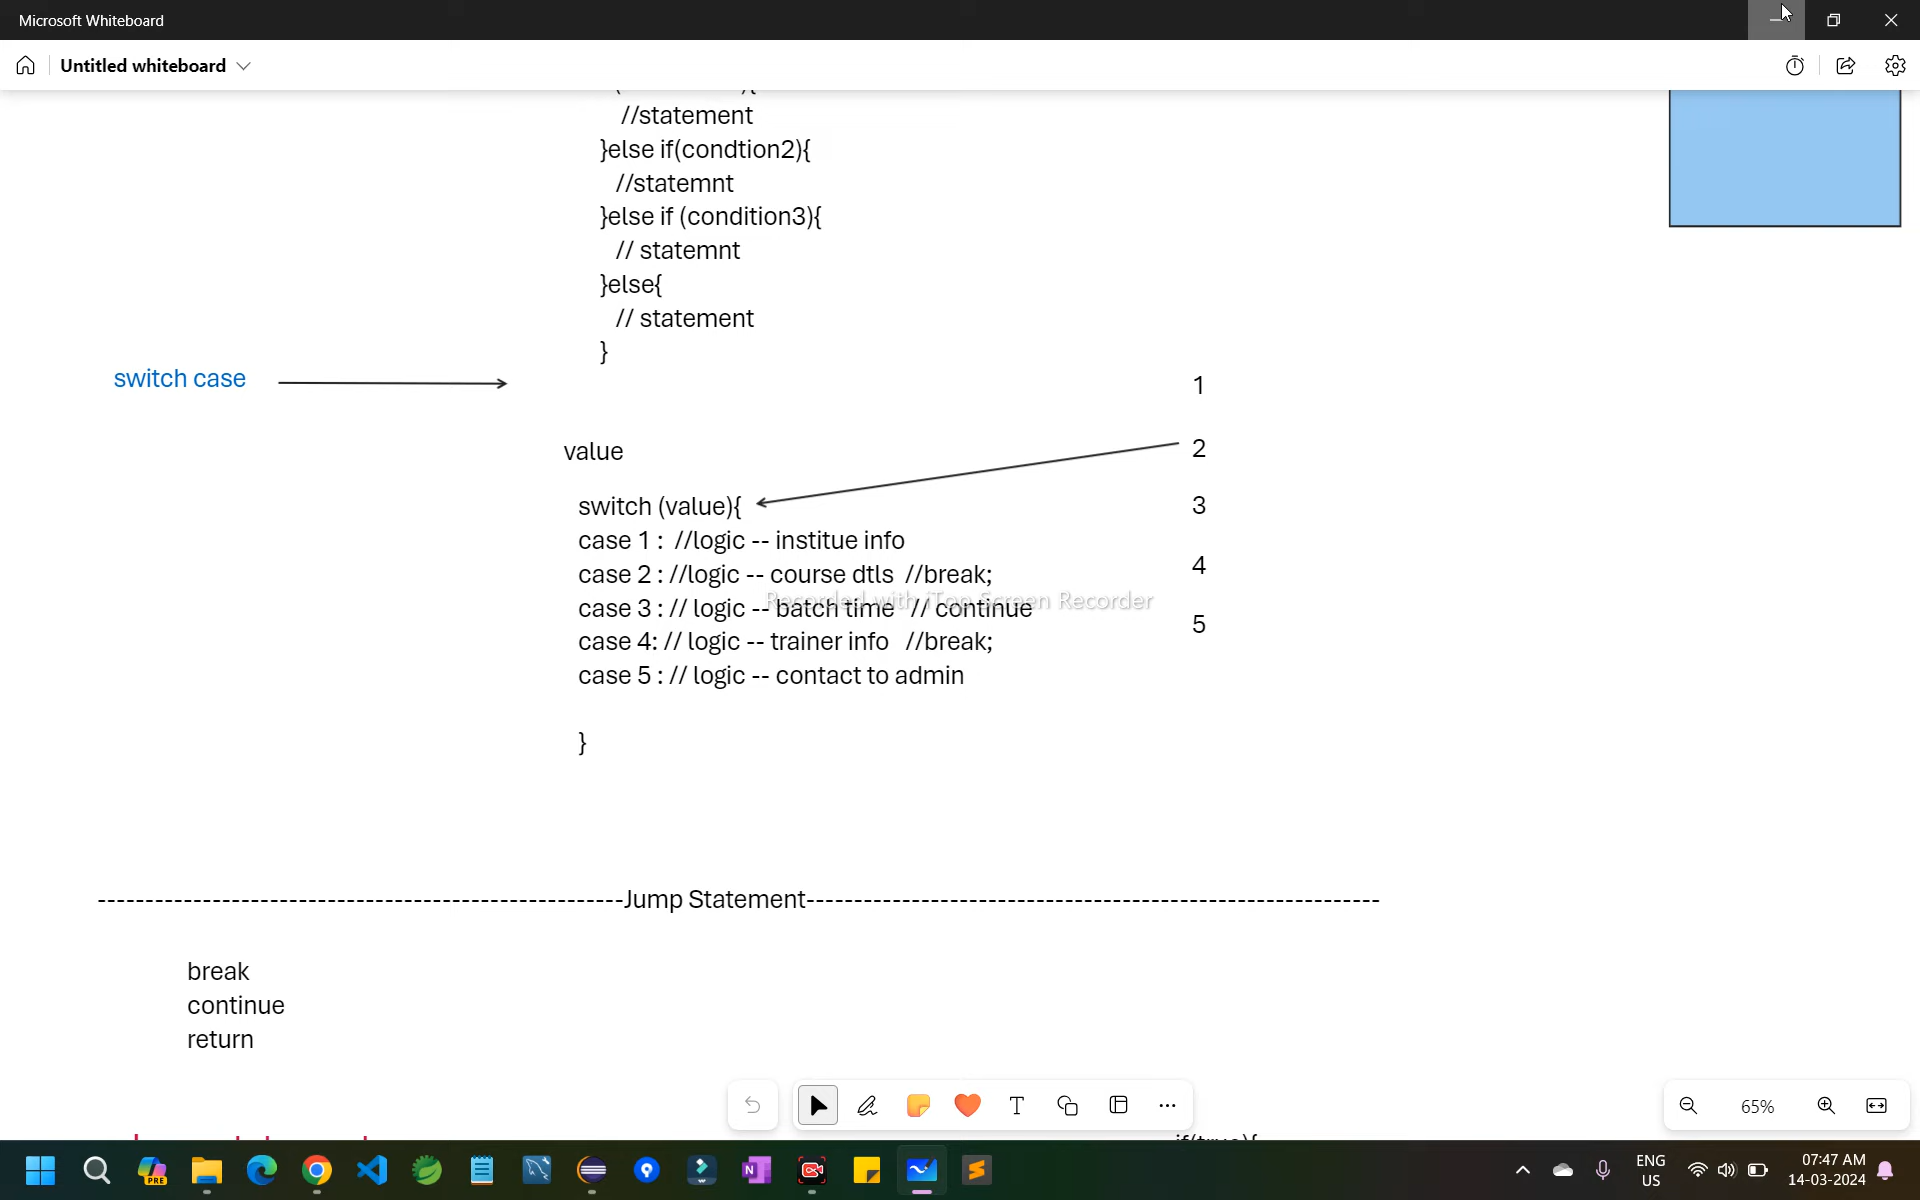 Microsoft Whiteboard
Untitled whiteboard
//statement
}else if(condtion2){
//statemnt
}else if (condition3){
// statemnt
}else{
// statement
}
switch case
1
value
2
switch (value){
3
case 1 : //logic -- institue info
case 2 : //logic -- course dtls //break;
4
Recorded with iTop Screen Recorder
case 3 : // logic -- batch time // continue
5
case 4: // logic -- trainer info //break;
case 5 : // logic -- contact to admin
}
-------------------------------------------------------Jump Statement------------------------------------------------------------
break
continue
return
65%
if(true){
PRE
ENG
US
07:47 AM
14-03-2024